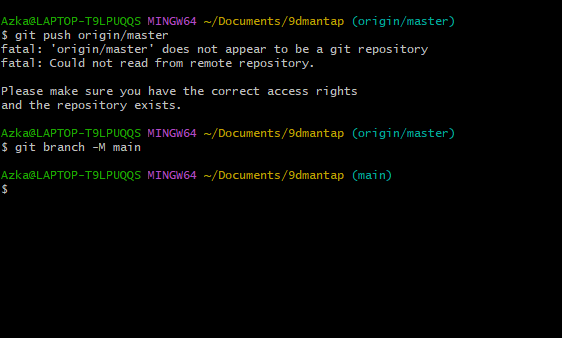 Azka@LAPTOP-T9LPUQQS MINGW64 ~/Documents/9dmantap (origin/master)
$ git push origin/master
fatal: 'origin/master' does not appear to be a git repository
fatal: Could not read from remote repository.
Please make sure you have the correct access rights
and the repository exists.
Azka@LAPTOP-T9LPUQQS MINGW64 ~/Documents/9dmantap (origin/master)
$ git branch -M main
Azka@LAPTOP-T9LPUQQS MINGW64 ~/Documents/9dmantap (main)
$